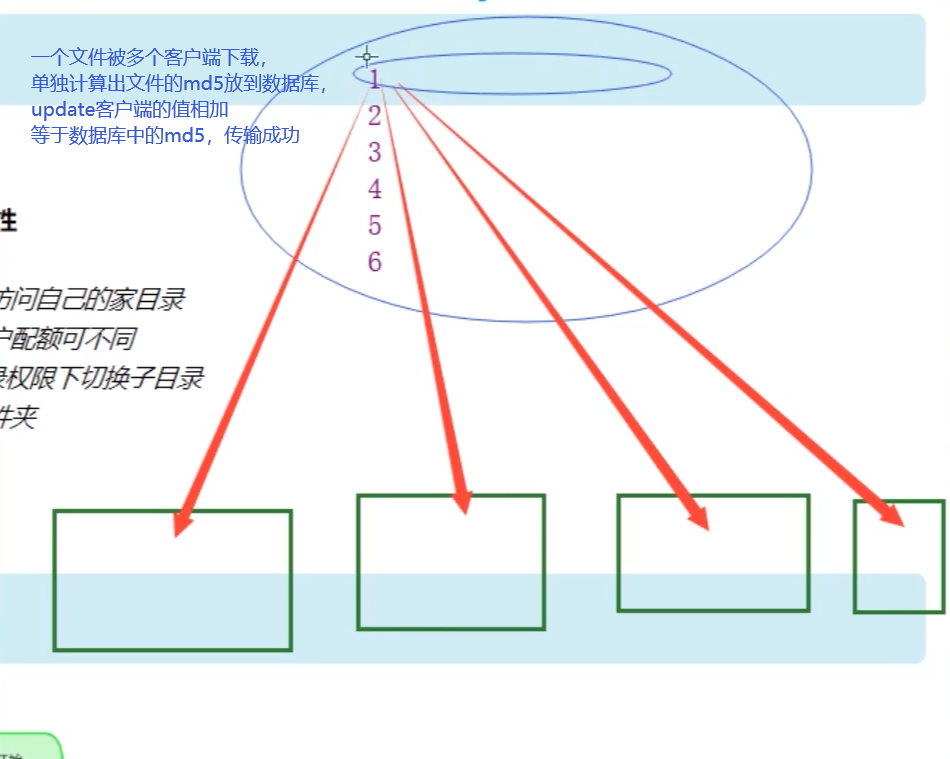 一个文件被多个客户端下载，
单独计算出文件的md5放到数据库，
update客户端的值相加
等于数据库中的md5，传输成功
1
2
3
4
5
6
性
访问自己的家目录
户配额可不同
录权限下切换子目录
件夹